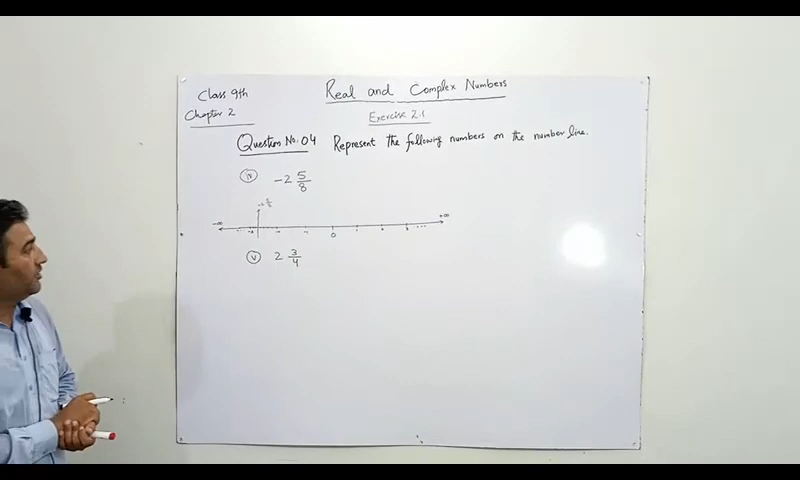 Class 9th
Real and Complex Numbers
Chapter 2
Exercise 2.1
Question No. 04 Represent the following numbers on the number line.
iv -2 5/8
-∞ 0 ... +∞
v 2 3/4